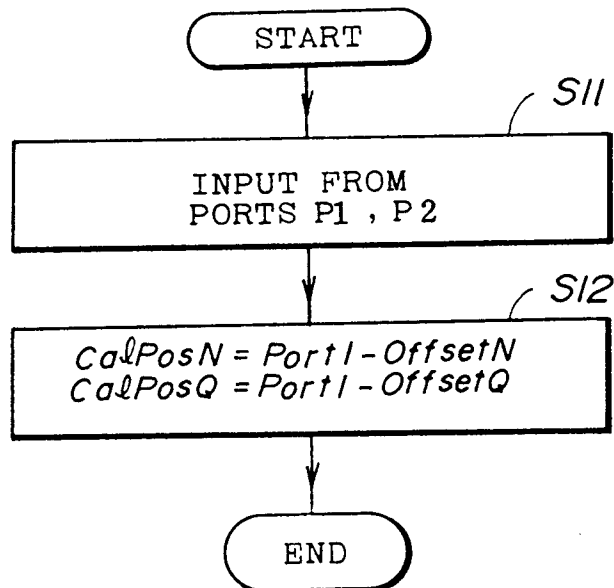 START
S11
INPUT FROM
PORTS P1 , P2
S12
CalPosN = Port1-OffsetN
CalPosQ = Port1-OffsetQ
END